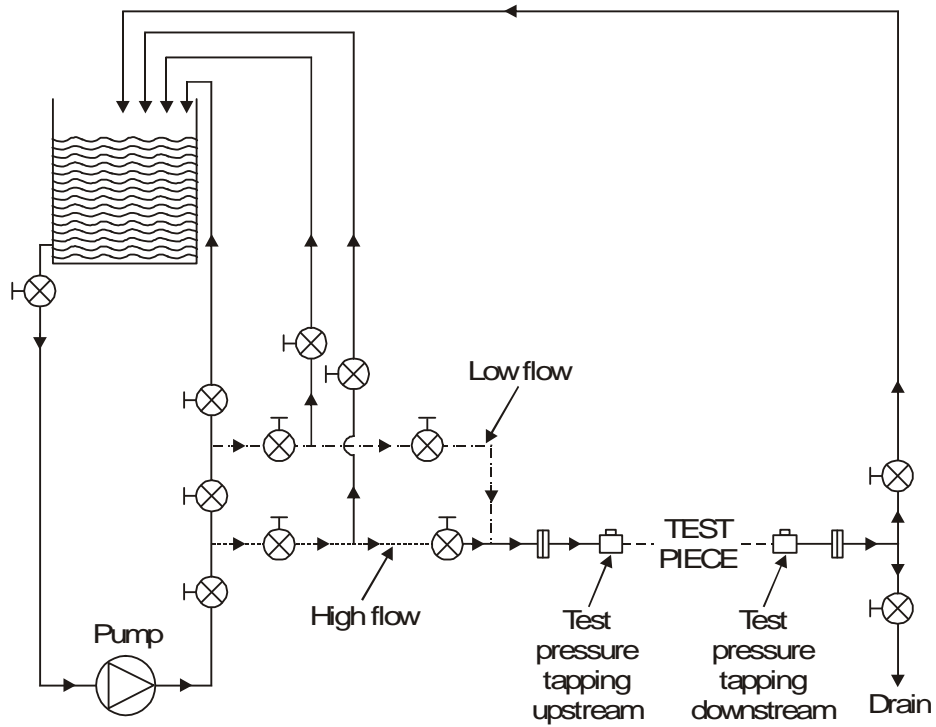 Low flow
TEST
PIECE
High flow
Pump
Test
pressure
tapping
upstream
Test
pressure
tapping
downstream
Drain